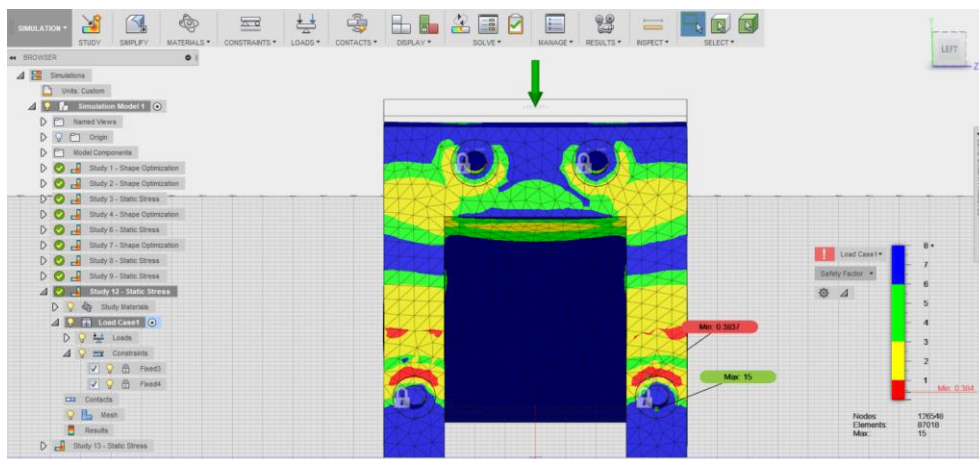 SIMULATION
STUDY
SIMPLIFY
MATERIALS
CONSTRAINTS
LOADS
CONTACTS
DISPLAY
SOLVE
MANAGE
RESULTS
INSPECT
SELECT
BROWSER
Y
LEFT
Z
Simulations
Units: Custom
Simulation Model 1
Named Views
Origin
Model Components
Study 1 - Shape Optimization
Study 2 - Shape Optimization
Study 3 - Static Stress
Study 4 - Shape Optimization
Study 6 - Static Stress
Study 7 - Shape Optimization
Study 8 - Static Stress
Study 9 - Static Stress
Study 12 - Static Stress
Study Materials
Load Case1
Loads
Constraints
Fixed3
Fixed4
Contacts
Mesh
Results
Study 13 - Static Stress
Load Case1
Safety Factor
8+
7
6
5
4
3
2
1
Min: 0.384
Min: 0.3837
Max: 15
Nodes: 126548
Elements: 87018
Max: 15